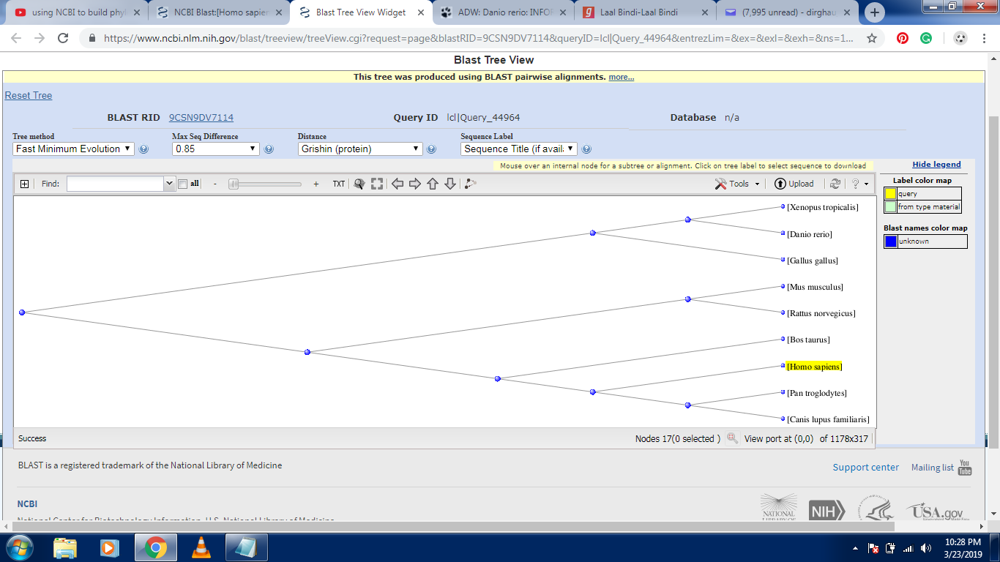 using NCBI to build phyl
NCBI Blast:[Homo sapien
Blast Tree View Widget
ADW: Danio rerio: INFOR
Laal Bindi-Laal Bindi
(7,995 unread) - dirghau
https://www.ncbi.nlm.nih.gov/blast/treeview/treeView.cgi?request=page&blastRID=9CSN9DV7114&queryID=lcl|Query_44964&entrezLim=&ex=&exl=&exh=&ns=1...
Blast Tree View
This tree was produced using BLAST pairwise alignments. more...
Reset Tree
BLAST RID 9CSN9DV7114 Query ID lcl|Query_44964 Database n/a
Tree method Max Seq Difference Distance Sequence Label
Fast Minimum Evolution 0.85 Grishin (protein) Sequence Title (if avail
Mouse over an internal node for a subtree or alignment. Click on tree label to select sequence to download
Hide legend
Find: all - + TXT Tools Upload ?
Label color map
query
from type material
Blast names color map
unknown
[Xenopus tropicalis]
[Danio rerio]
[Gallus gallus]
[Mus musculus]
[Rattus norvegicus]
[Bos taurus]
[Homo sapiens]
[Pan troglodytes]
[Canis lupus familiaris]
Success Nodes 17(0 selected ) View port at (0,0) of 1178x317
BLAST is a registered trademark of the National Library of Medicine
Support center Mailing list You Tube
NCBI
National Center for Biotechnology Information, U.S. National Library of Medicine
NIH
USA.gov
10:28 PM
3/23/2019